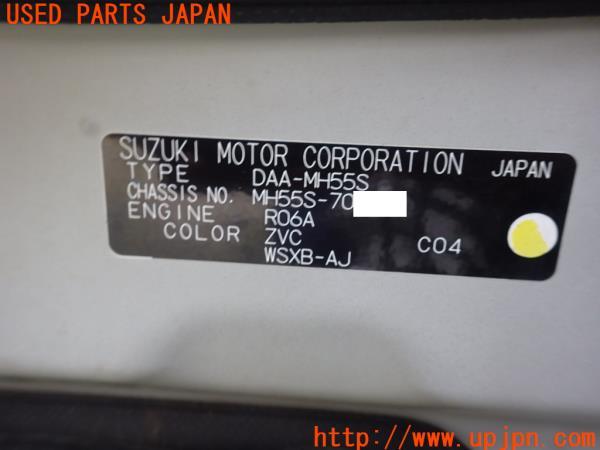 USED PARTS JAPAN
SUZUKI MOTOR CORPORATION JAPAN
TYPE DAA-MH55S
CHASSIS NO. MH55S-70
ENGINE R06A
COLOR ZVC C04
WSXB-AJ
UPJ http://www.upjpn.com